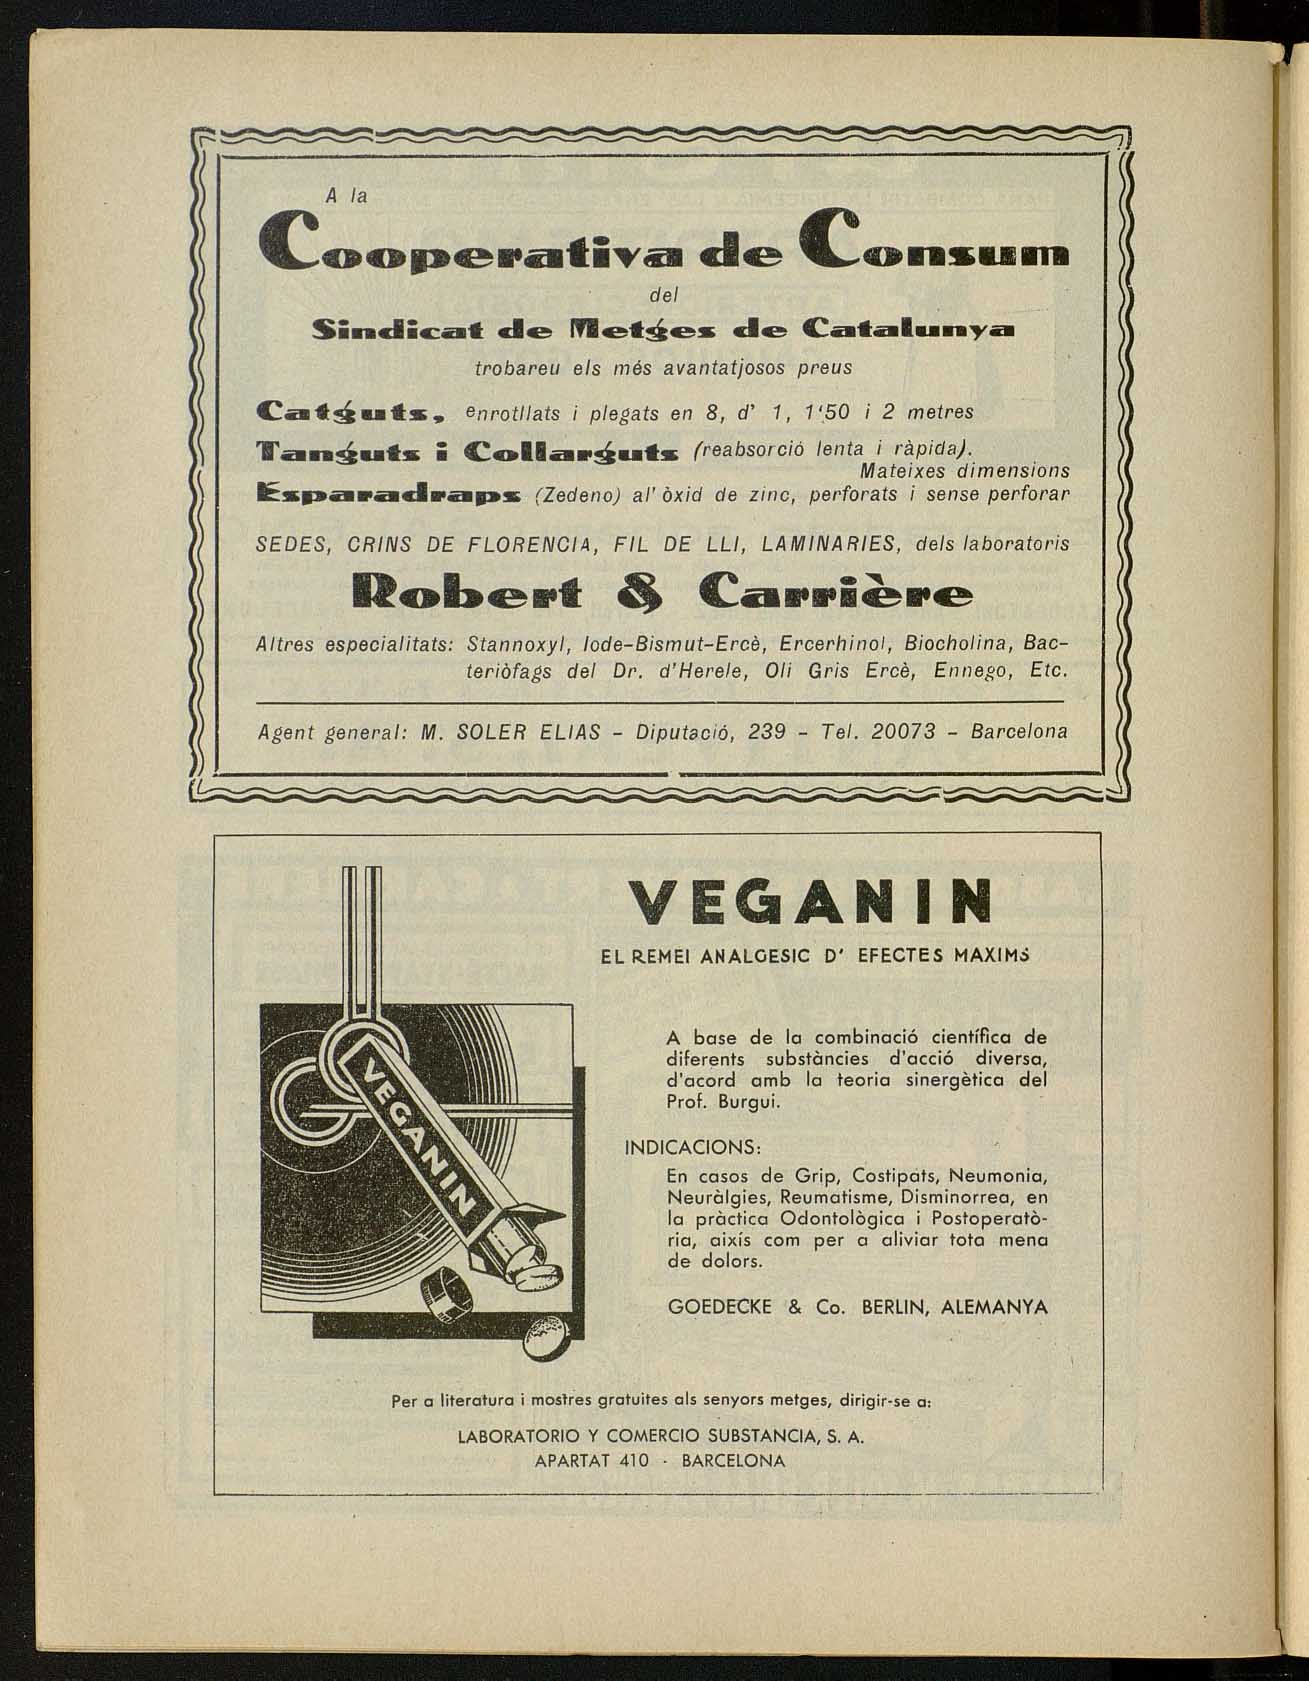 A la
Cooperativa de Consum
del
Sindicat de Metges de Catalunya
trobareu els més avantatjosos preus
Catguts, enrotllats i plegats en 8, d' 1, 1'50 i 2 metres
Tanguts i Collarguts (reabsorció lenta i ràpida).
Mateixes dimensions
Esparadraps (Zedeno) al' òxid de zinc, perforats i sense perforar
SEDES, CRINS DE FLORENCIA, FIL DE LLI, LAMINARIES, dels laboratoris
Robert & Carrière
Altres especialitats: Stannoxyl, Iode-Bismut-Ercè, Ercerhinol, Biocholina, Bac-
teriòfags del Dr. d'Herele, Oli Gris Ercè, Ennego, Etc.
Agent general: M. SOLER ELIAS - Diputació, 239 - Tel. 20073 - Barcelona
VEGANIN
EL REMEI ANALGESIC D' EFECTES MAXIMS
A base de la combinació científica de
diferents substàncies d'acció diversa,
d'acord amb la teoria sinergètica del
Prof. Burgui.
VEGANIN
INDICACIONS:
En casos de Grip, Costipats, Neumonia,
Neuràlgies, Reumatisme, Disminorrea, en
la pràctica Odontològica i Postoperatò-
ria, aixís com per a aliviar tota mena
de dolors.
GOEDECKE & Co. BERLIN, ALEMANYA
Per a literatura i mostres gratuites als senyors metges, dirigir-se a:
LABORATORIO Y COMERCIO SUBSTANCIA, S. A.
APARTAT 410 - BARCELONA